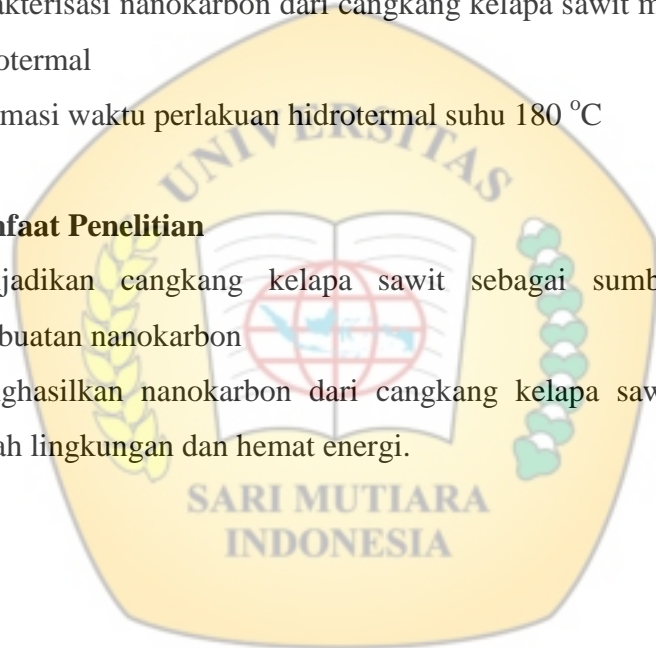 akterisasi nanokarbon dari cangkang kelapa sawit m
otermal
masi waktu perlakuan hidrotermal suhu 180 °C
UNIVERSITAS
nfaat Penelitian
jadikan cangkang kelapa sawit sebagai sumb
buatan nanokarbon
ghasilkan nanokarbon dari cangkang kelapa saw
ah lingkungan dan hemat energi.
SARI MUTIARA
INDONESIA